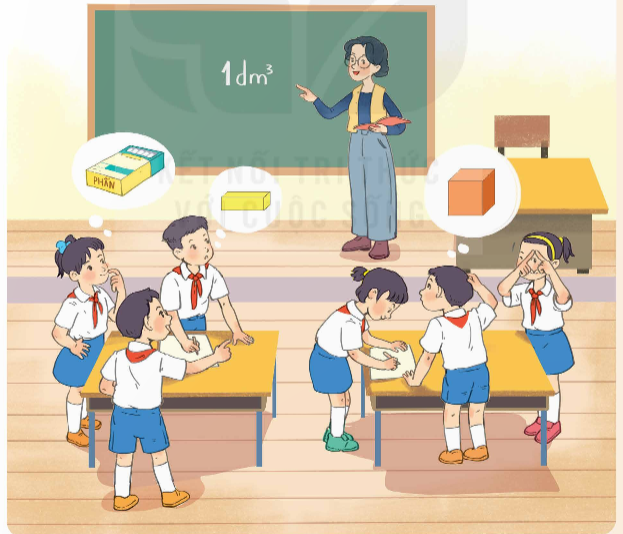 1dm³
PHẤN
KẾT NỐI TRI THỨC
VỚI CUỘC SỐNG